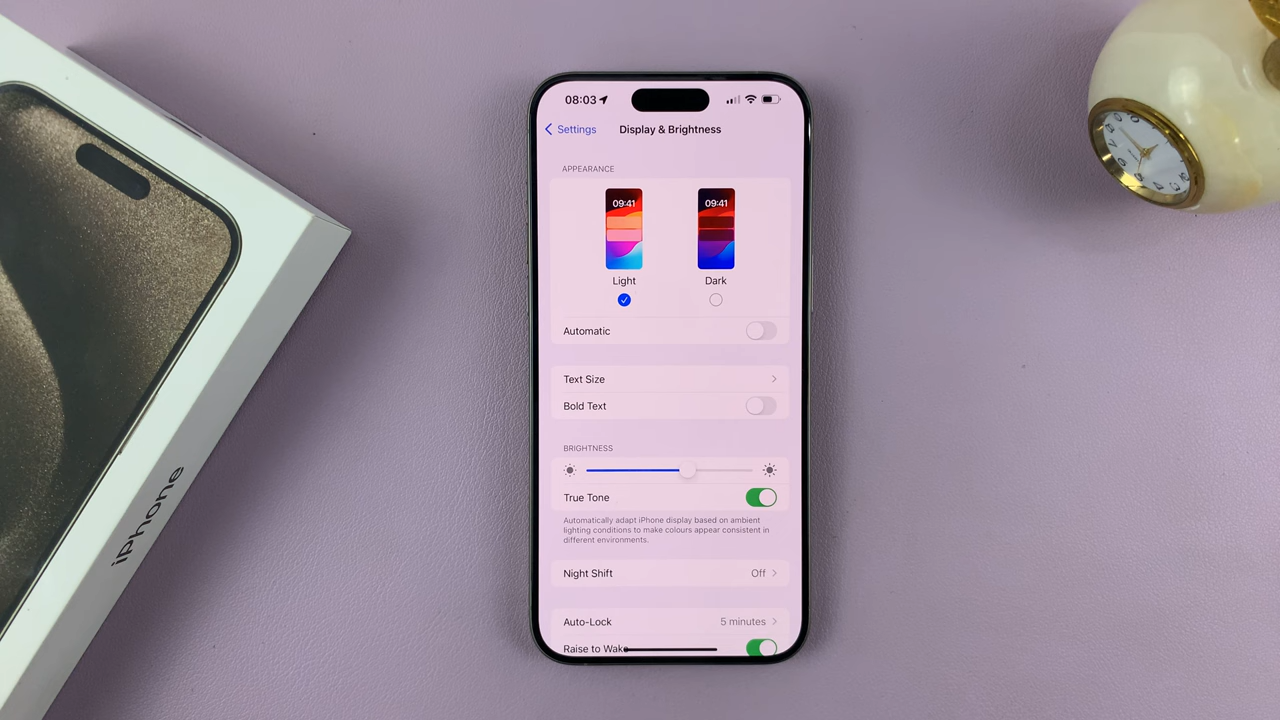 iPhone
08:03
Settings
Display & Brightness
APPEARANCE
09:41
09:41
Light
Dark
Automatic
Text Size
Bold Text
BRIGHTNESS
True Tone
Automatically adapt iPhone display based on ambient
lighting conditions to make colours appear consistent in
different environments.
Night Shift Off
Auto-Lock 5 minutes
Raise to Wake